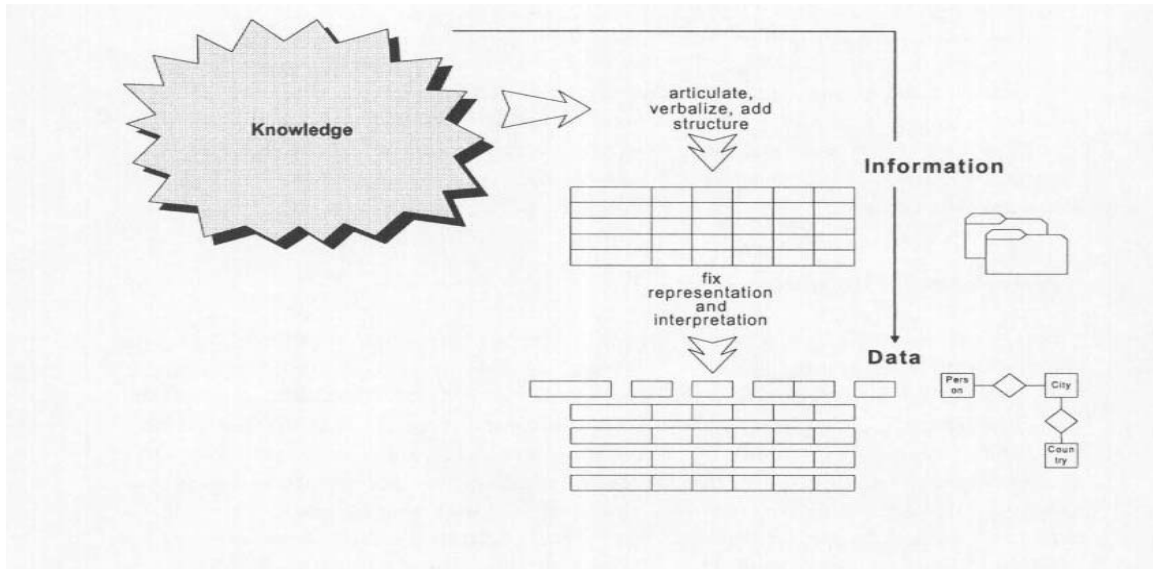 Knowledge
articulate,
verbalize, add
structure
Information
fix
representation
and
interpretation
Data
Pers
on
City
Coun
try